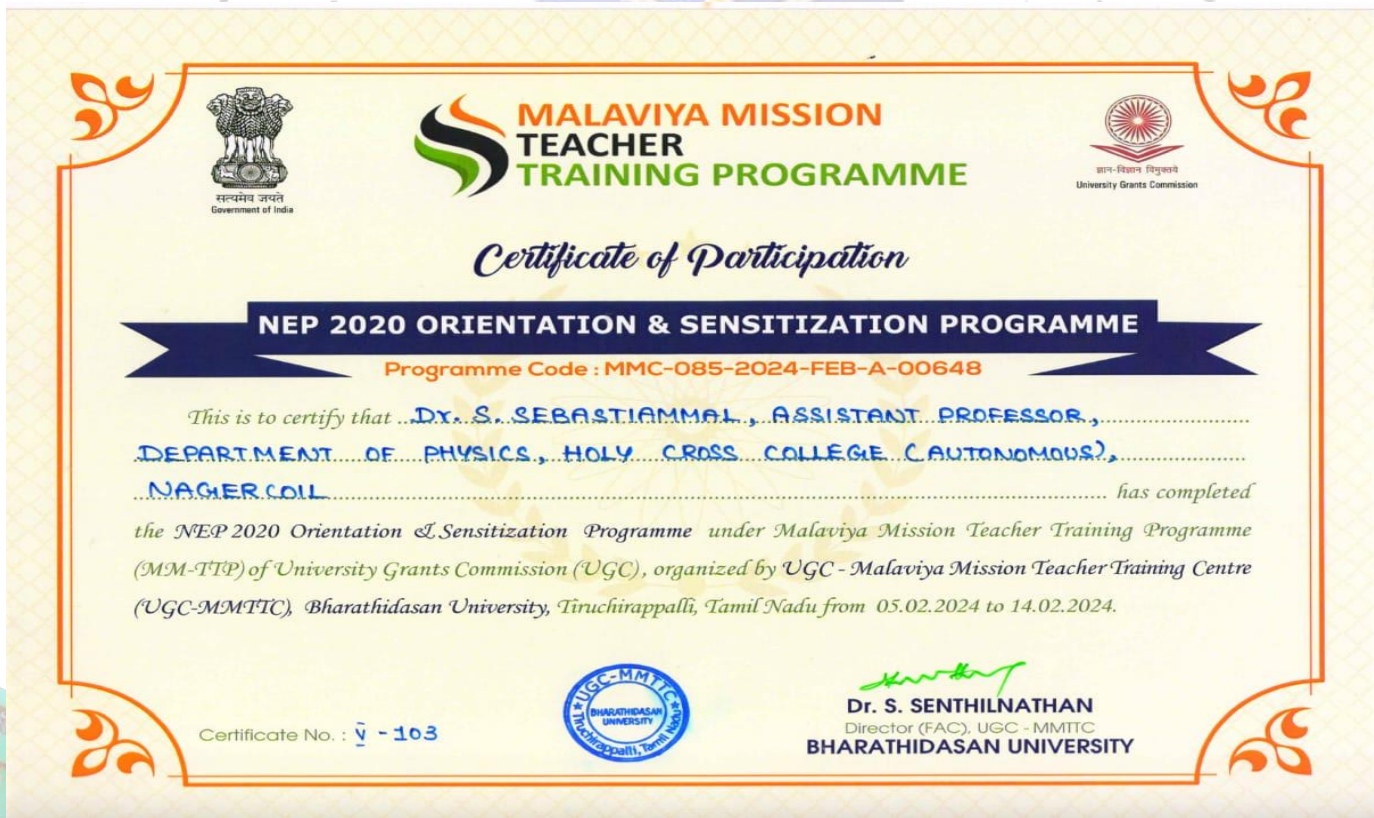 सत्यमेव जयते
Government of India
MALAVIYA MISSION
TEACHER
TRAINING PROGRAMME
ज्ञान-विज्ञान विमुक्तये
University Grants Commission
Certificate of Participation
NEP 2020 ORIENTATION & SENSITIZATION PROGRAMME
Programme Code : MMC-085-2024-FEB-A-00648
This is to certify that Dr. S. SEBASTIAMMAL, ASSISTANT PROFESSOR,
DEPARTMENT OF PHYSICS, HOLY CROSS COLLEGE (AUTONOMOUS),
NAGERCOIL has completed
the NEP 2020 Orientation & Sensitization Programme under Malaviya Mission Teacher Training Programme
(MM-TTP) of University Grants Commission (UGC), organized by UGC - Malaviya Mission Teacher Training Centre
(UGC-MMTTC), Bharathidasan University, Tiruchirappalli, Tamil Nadu from 05.02.2024 to 14.02.2024.
UGC-MMTTC
BHARATHIDASAN
UNIVERSITY
Tiruchirappalli, Tamil Nadu
Certificate No. : V - 103
Dr. S. SENTHILNATHAN
Director (FAC), UGC - MMTTC
BHARATHIDASAN UNIVERSITY